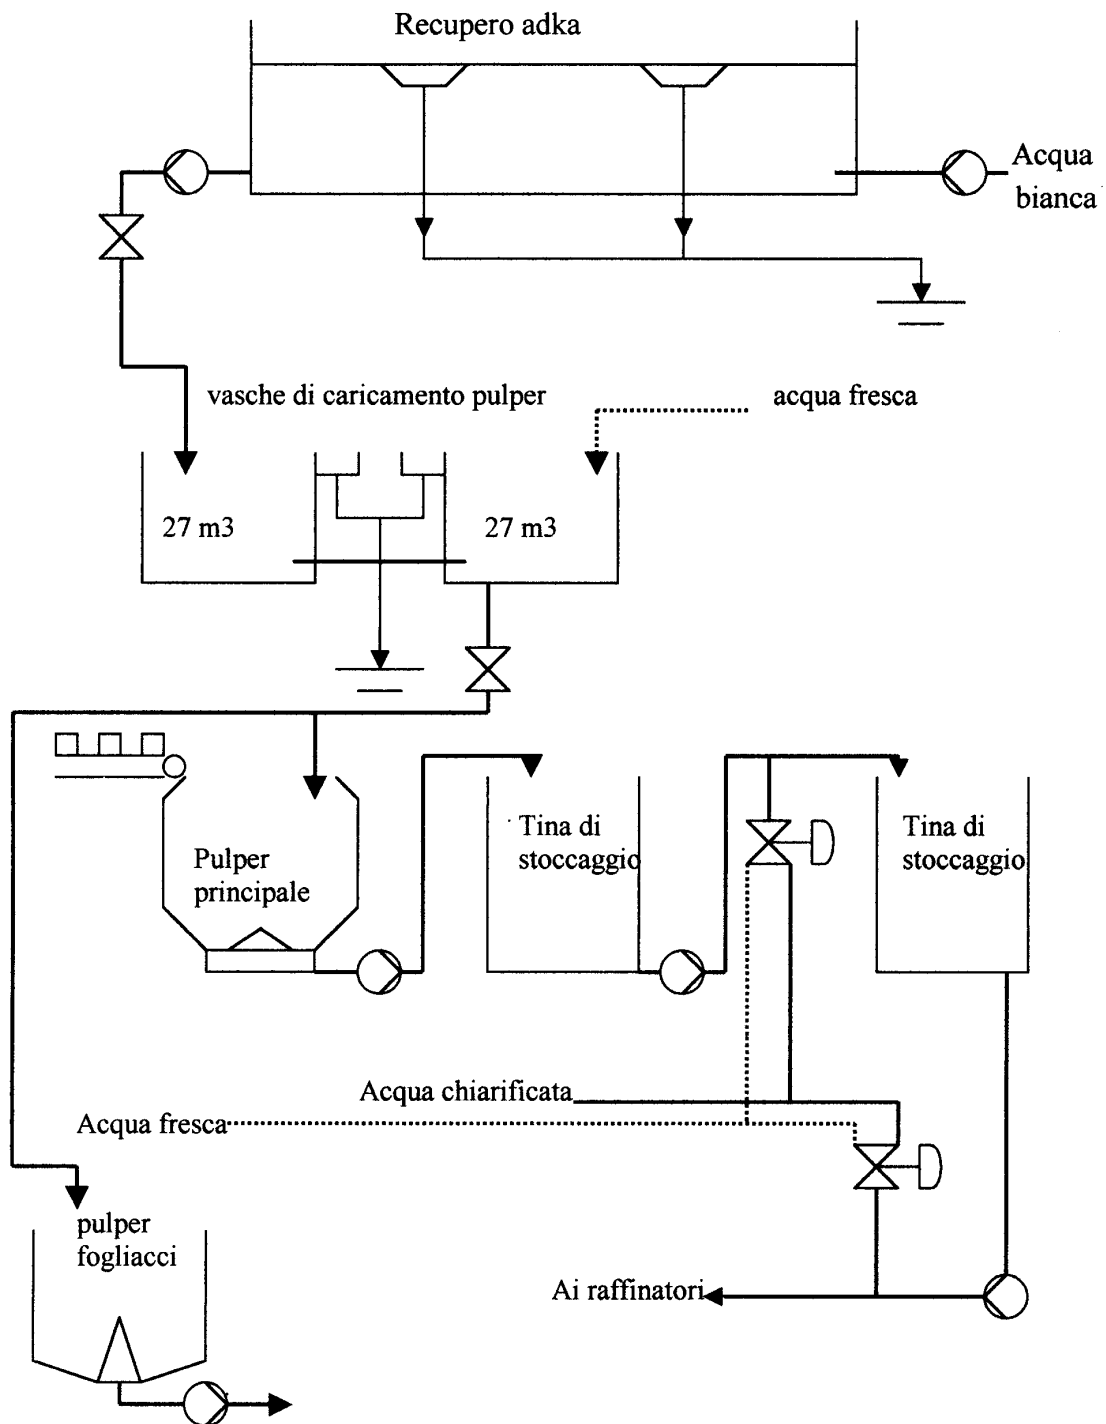 Recupero adka
Acqua
bianca
vasche di caricamento pulper
acqua fresca
27 m3
27 m3
Pulper
principale
Tina di
stoccaggio
Tina di
stoccaggio
Acqua chiarificata
Acqua fresca
pulper
fogliacci
Ai raffinatori